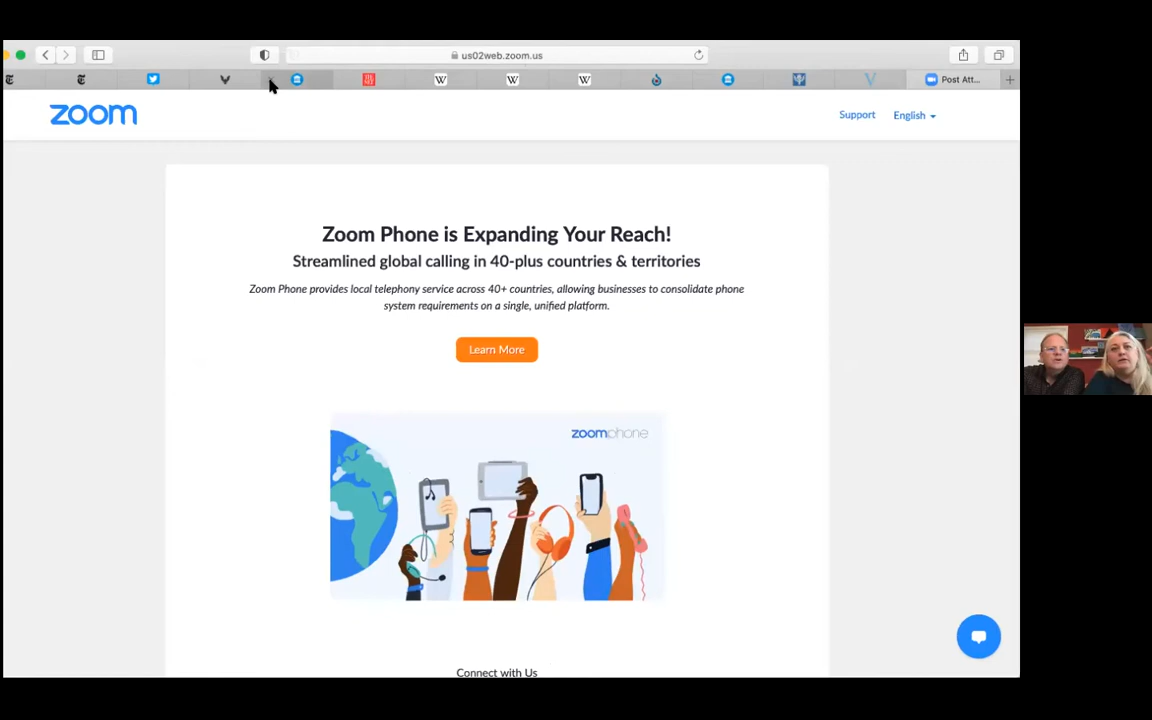 us02web.zoom.us
W
W
W
V
Post Att...
zoom
Support
English
Zoom Phone is Expanding Your Reach!
Streamlined global calling in 40-plus countries & territories
Zoom Phone provides local telephony service across 40+ countries, allowing businesses to consolidate phone
system requirements on a single, unified platform.
Learn More
zoomphone
Connect with Us